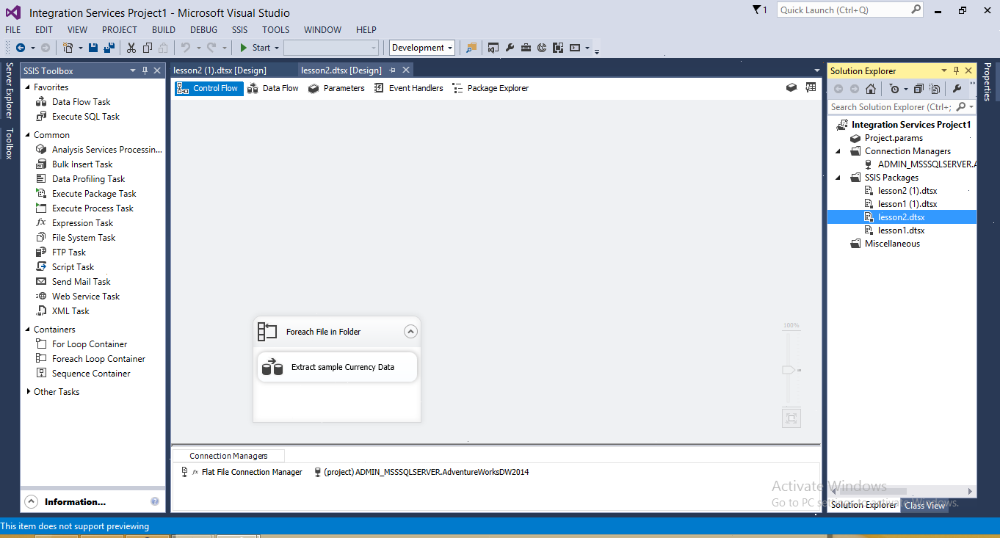 Integration Services Project1 - Microsoft Visual Studio
1
Quick Launch (Ctrl+Q)
FILE EDIT VIEW PROJECT BUILD DEBUG SSIS TOOLS WINDOW HELP
Start
Development
Server Explorer
Toolbox
SSIS Toolbox
Favorites
Data Flow Task
Execute SQL Task
Common
Analysis Services Processin...
Bulk Insert Task
Data Profiling Task
Execute Package Task
Execute Process Task
fx Expression Task
File System Task
FTP Task
Script Task
Send Mail Task
Web Service Task
XML Task
Containers
For Loop Container
Foreach Loop Container
Sequence Container
Other Tasks
Information...
lesson2 (1).dtsx [Design] lesson2.dtsx [Design]
Control Flow Data Flow Parameters Event Handlers Package Explorer
Foreach File in Folder
Extract sample Currency Data
100%
Connection Managers
fx Flat File Connection Manager (project) ADMIN_MSSSQLSERVER.AdventureWorksDW2014
Solution Explorer
Search Solution Explorer (Ctrl+;
Integration Services Project1
Project.params
Connection Managers
ADMIN_MSSSQLSERVER.A
SSIS Packages
lesson2 (1).dtsx
lesson1 (1).dtsx
lesson2.dtsx
lesson1.dtsx
Miscellaneous
Activate Windows
Go to PC settings to activate Windows.
Solution Explorer Class View
Properties
This item does not support previewing